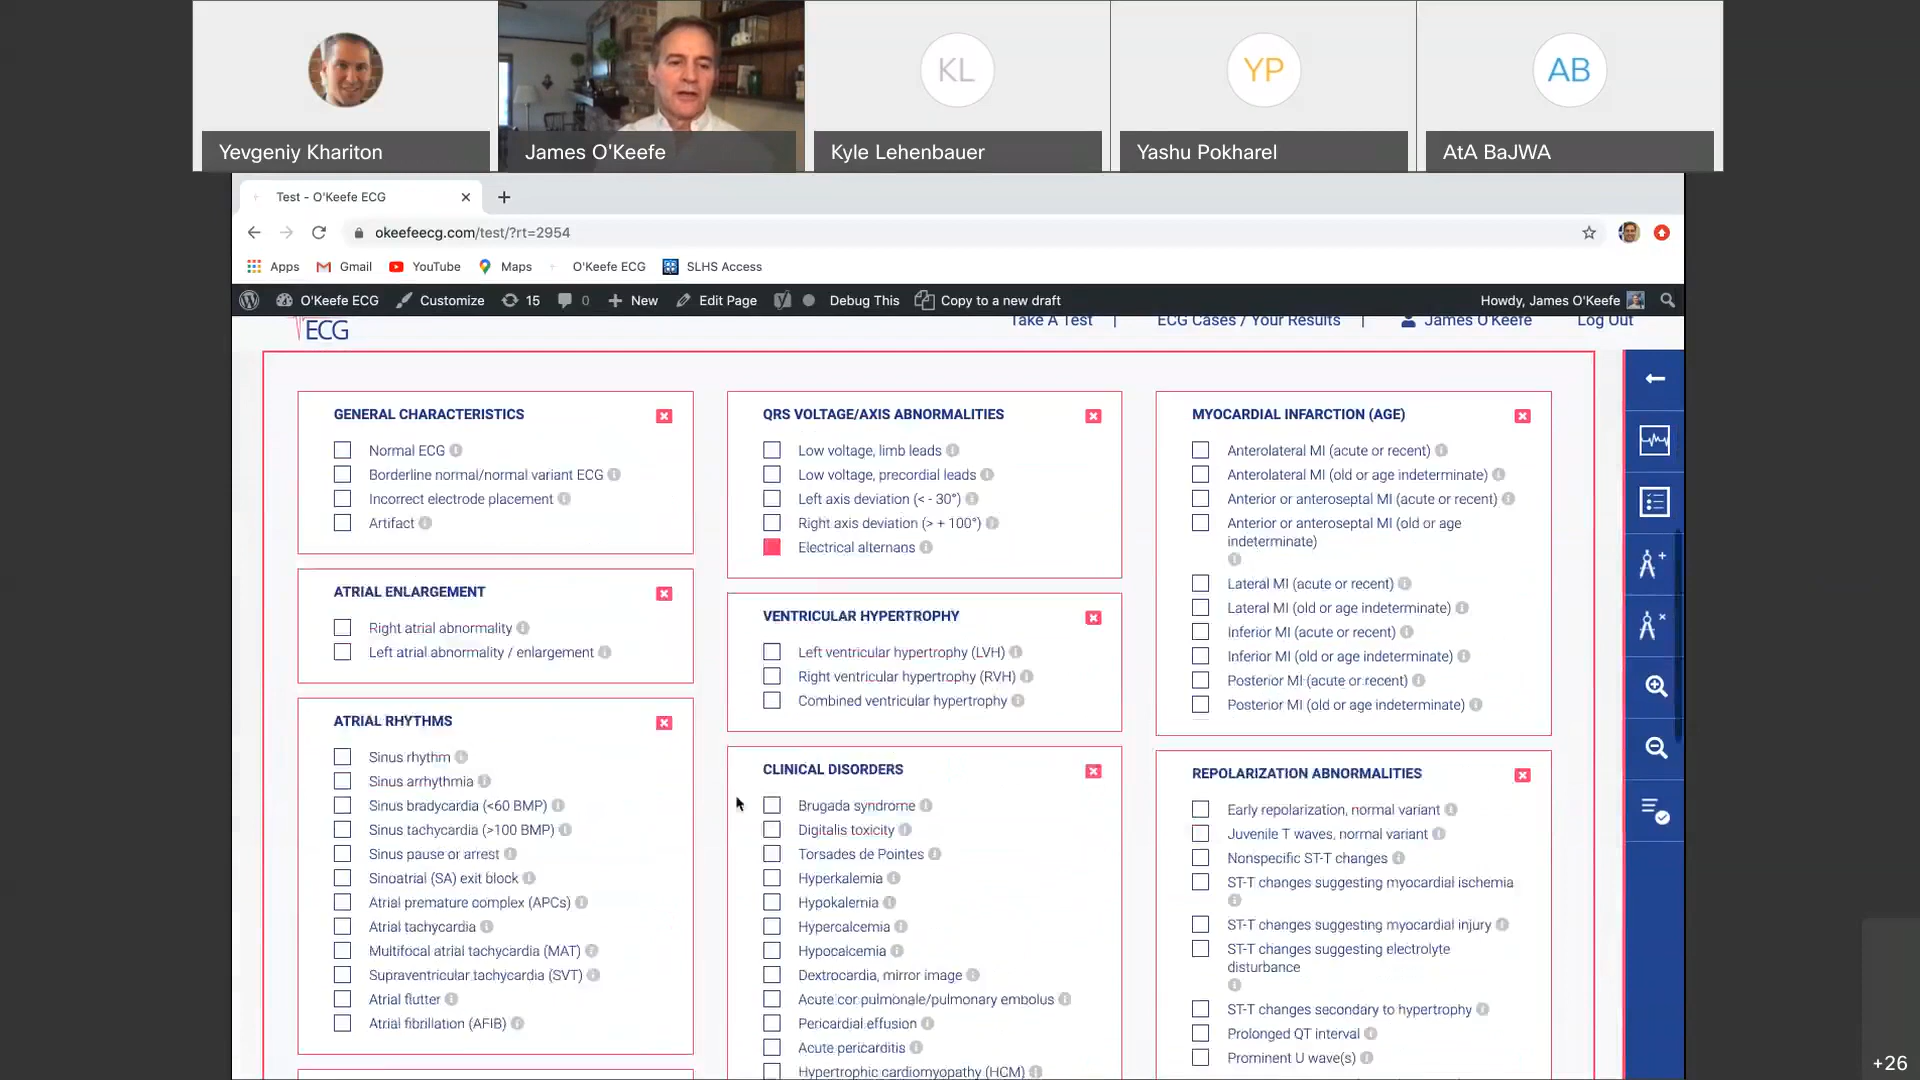 KL
YP
AB
Yevgeniy Khariton
James O'Keefe
Kyle Lehenbauer
Yashu Pokharel
AtA BaJWA
Test - O'Keefe ECG
okeefeecg.com/test/?rt=2954
Apps
Gmail
YouTube
Maps
O'Keefe ECG
SLHS Access
O'Keefe ECG
Customize
15
0
New
Edit Page
Debug This
Copy to a new draft
Howdy, James O'Keefe
ECG
Take A Test |
ECG Cases / Your Results |
James O'Keefe
Log Out
GENERAL CHARACTERISTICS
Normal ECG
Borderline normal/normal variant ECG
Incorrect electrode placement
Artifact
ATRIAL ENLARGEMENT
Right atrial abnormality
Left atrial abnormality / enlargement
ATRIAL RHYTHMS
Sinus rhythm
Sinus arrhythmia
Sinus bradycardia (<60 BMP)
Sinus tachycardia (>100 BMP)
Sinus pause or arrest
Sinoatrial (SA) exit block
Atrial premature complex (APCs)
Atrial tachycardia
Multifocal atrial tachycardia (MAT)
Supraventricular tachycardia (SVT)
Atrial flutter
Atrial fibrillation (AFIB)
QRS VOLTAGE/AXIS ABNORMALITIES
Low voltage, limb leads
Low voltage, precordial leads
Left axis deviation (< - 30°)
Right axis deviation (> + 100°)
Electrical alternans
VENTRICULAR HYPERTROPHY
Left ventricular hypertrophy (LVH)
Right ventricular hypertrophy (RVH)
Combined ventricular hypertrophy
CLINICAL DISORDERS
Brugada syndrome
Digitalis toxicity
Torsades de Pointes
Hyperkalemia
Hypokalemia
Hypercalcemia
Hypocalcemia
Dextrocardia, mirror image
Acute cor pulmonale/pulmonary embolus
Pericardial effusion
Acute pericarditis
Hypertrophic cardiomyopathy (HCM)
MYOCARDIAL INFARCTION (AGE)
Anterolateral MI (acute or recent)
Anterolateral MI (old or age indeterminate)
Anterior or anteroseptal MI (acute or recent)
Anterior or anteroseptal MI (old or age
indeterminate)
Lateral MI (acute or recent)
Lateral MI (old or age indeterminate)
Inferior MI (acute or recent)
Inferior MI (old or age indeterminate)
Posterior MI (acute or recent)
Posterior MI (old or age indeterminate)
REPOLARIZATION ABNORMALITIES
Early repolarization, normal variant
Juvenile T waves, normal variant
Nonspecific ST-T changes
ST-T changes suggesting myocardial ischemia
ST-T changes suggesting myocardial injury
ST-T changes suggesting electrolyte
disturbance
ST-T changes secondary to hypertrophy
Prolonged QT interval
Prominent U wave(s)
+26